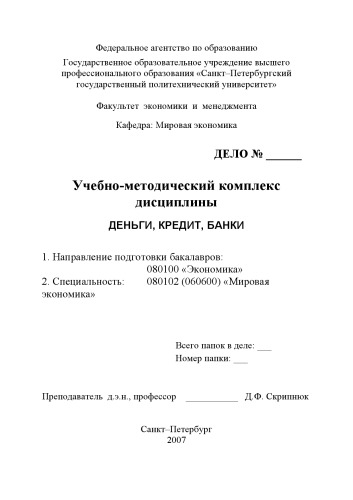 Федеральное агентство по образованию
Государственное образовательное учреждение высшего
профессионального образования «Санкт–Петербургский
государственный политехнический университет»
Факультет экономики и менеджмента
Кафедра: Мировая экономика
ДЕЛО № ______
Учебно-методический комплекс
дисциплины
ДЕНЬГИ, КРЕДИТ, БАНКИ
1. Направление подготовки бакалавров:
080100 «Экономика»
2. Специальность: 080102 (060600) «Мировая
экономика»
Всего папок в деле: ___
Номер папки: ___
Преподаватель д.э.н., профессор ___________ Д.Ф. Скрипнюк
Санкт–Петербург
2007